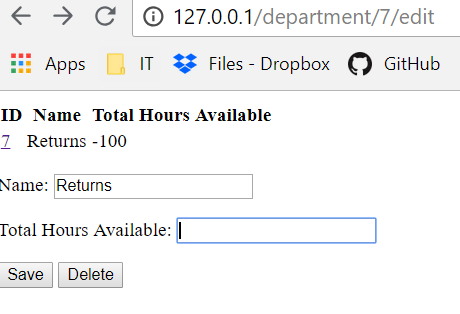 127.0.0.1/department/7/edit
Apps IT Files - Dropbox GitHub
ID Name Total Hours Available
7 Returns -100
Name: Returns
Total Hours Available:
Save Delete